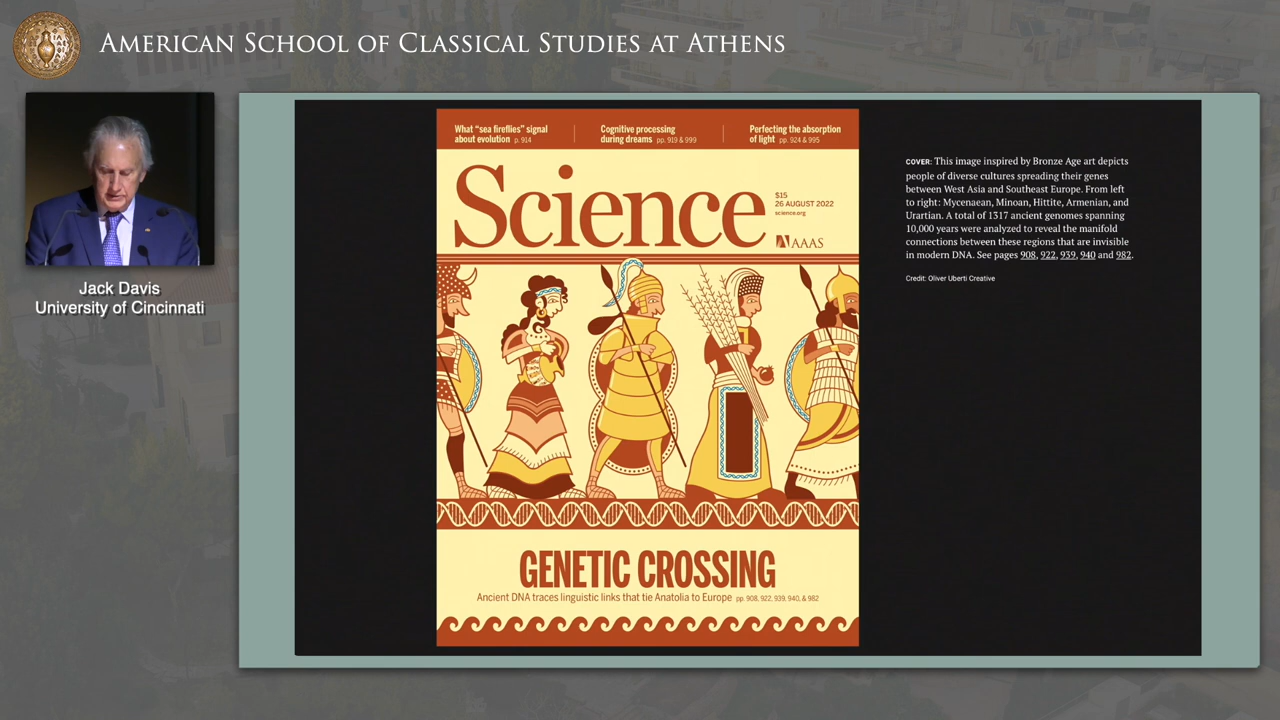 AMERICAN SCHOOL OF CLASSICAL STUDIES AT ATHENS
Jack Davis
University of Cincinnati
What "sea fireflies" signal
about evolution p. 914
Cognitive processing
during dreams pp. 919 & 999
Perfecting the absorption
of light pp. 924 & 995
Science
$15
26 AUGUST 2022
science.org
AAAS
GENETIC CROSSING
Ancient DNA traces linguistic links that tie Anatolia to Europe pp. 908, 922, 939, 940, & 982
COVER: This image inspired by Bronze Age art depicts
people of diverse cultures spreading their genes
between West Asia and Southeast Europe. From left
to right: Mycenaean, Minoan, Hittite, Armenian, and
Urartian. A total of 1317 ancient genomes spanning
10,000 years were analyzed to reveal the manifold
connections between these regions that are invisible
in modern DNA. See pages 908, 922, 939, 940 and 982.
Credit: Oliver Uberti Creative